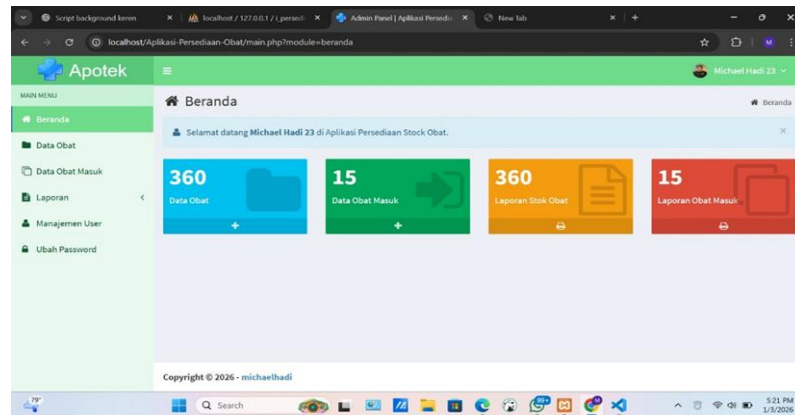 Script background keren
localhost / 127.0.0.1 / i_persedi
Admin Panel | Aplikasi Persedi
New Tab
localhost/Aplikasi-Persediaan-Obat/main.php?module=beranda
Apotek
Michael Hadi 23
MAIN MENU
Beranda
Data Obat
Data Obat Masuk
Laporan
Manajemen User
Ubah Password
Beranda
Beranda
Selamat datang Michael Hadi 23 di Aplikasi Persediaan Stock Obat.
360
Data Obat
15
Data Obat Masuk
360
Laporan Stok Obat
15
Laporan Obat Masuk
Copyright © 2026 - michaelhadi
79°
Search
99+
5:21 PM
1/3/2026